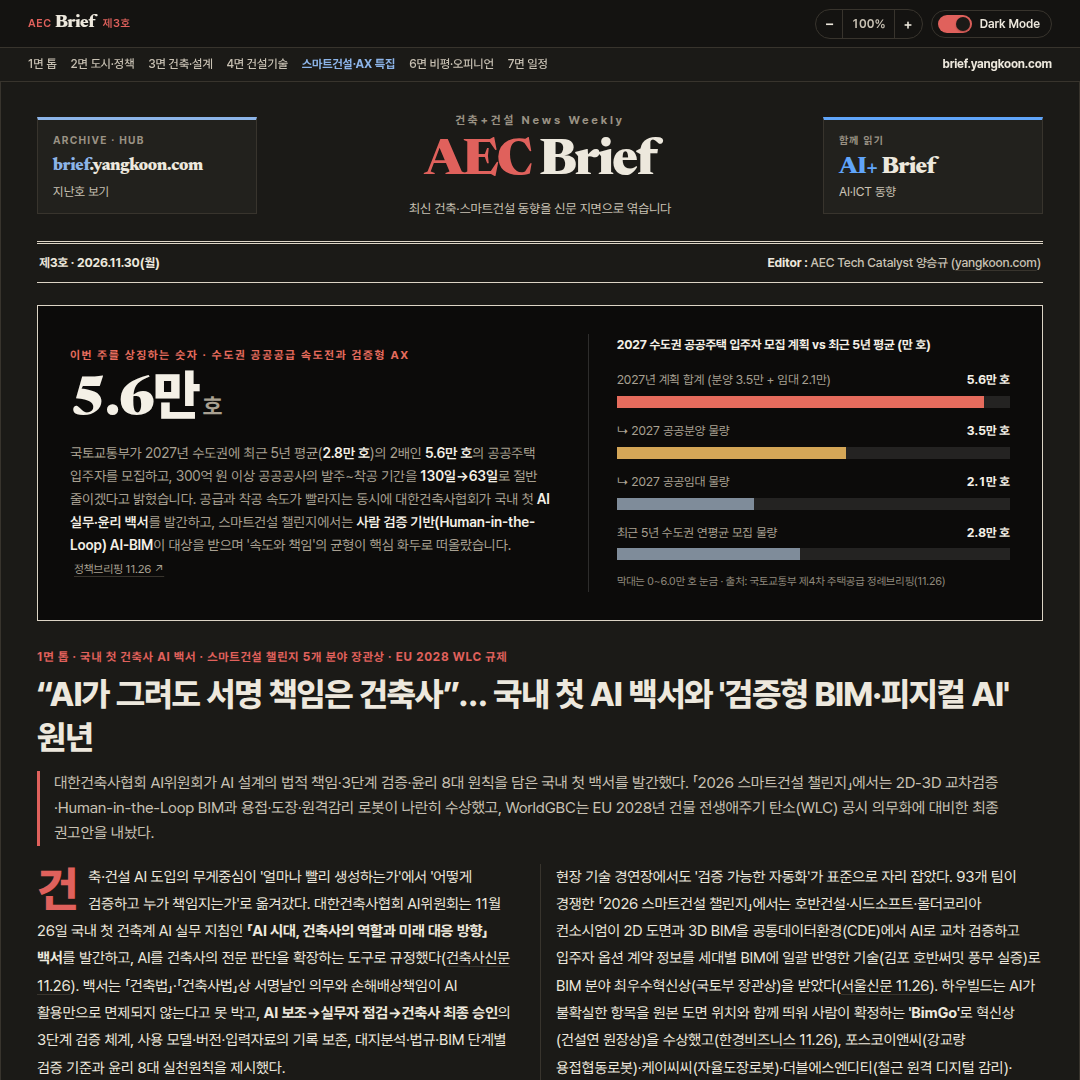 AEC Brief 제3호
− 100% +
Dark Mode
1면 톱 2면 도시·정책 3면 건축·설계 4면 건설기술 스마트건설·AX 특집 6면 비평·오피니언 7면 일정
brief.yangkoon.com
ARCHIVE · HUB
brief.yangkoon.com
지난호 보기
건축+건설 News Weekly
AEC Brief
최신 건축·스마트건설 동향을 신문 지면으로 엮습니다
함께 읽기
AI+ Brief
AI·ICT 동향
제3호 · 2026.11.30(월)
Editor : AEC Tech Catalyst 양승규 (yangkoon.com)
이번 주를 상징하는 숫자 · 수도권 공공공급 속도전과 검증형 AX
5.6만 호
국토교통부가 2027년 수도권에 최근 5년 평균(2.8만 호)의 2배인 5.6만 호의 공공주택
입주자를 모집하고, 300억 원 이상 공공공사의 발주~착공 기간을 130일→63일로 절반
줄이겠다고 밝혔습니다. 공급과 착공 속도가 빨라지는 동시에 대한건축사협회가 국내 첫 AI
실무·윤리 백서를 발간하고, 스마트건설 챌린지에서는 사람 검증 기반(Human-in-the-
Loop) AI-BIM이 대상을 받으며 '속도와 책임'의 균형이 핵심 화두로 떠올랐습니다.
정책브리핑 11.26 ↗
2027 수도권 공공주택 입주자 모집 계획 vs 최근 5년 평균 (만 호)
2027년 계획 합계 (분양 3.5만 + 임대 2.1만) 5.6만 호
↳ 2027 공공분양 물량 3.5만 호
↳ 2027 공공임대 물량 2.1만 호
최근 5년 수도권 연평균 모집 물량 2.8만 호
막대는 0~6.0만 호 눈금 · 출처: 국토교통부 제4차 주택공급 정례브리핑(11.26)
1면 톱 · 국내 첫 건축사 AI 백서 · 스마트건설 챌린지 5개 분야 장관상 · EU 2028 WLC 규제
“AI가 그려도 서명 책임은 건축사”… 국내 첫 AI 백서와 '검증형 BIM·피지컬 AI'
원년
대한건축사협회 AI위원회가 AI 설계의 법적 책임·3단계 검증·윤리 8대 원칙을 담은 국내 첫 백서를 발간했다. 「2026 스마트건설 챌린지」에서는 2D-3D 교차검증
·Human-in-the-Loop BIM과 용접·도장·원격감리 로봇이 나란히 수상했고, WorldGBC는 EU 2028년 건물 전생애주기 탄소(WLC) 공시 의무화에 대비한 최종
권고안을 내놨다.
건축·건설 AI 도입의 무게중심이 '얼마나 빨리 생성하는가'에서 '어떻게
검증하고 누가 책임지는가'로 옮겨갔다. 대한건축사협회 AI위원회는 11월
26일 국내 첫 건축계 AI 실무 지침인 『AI 시대, 건축사의 역할과 미래 대응 방향』
백서를 발간하고, AI를 건축사의 전문 판단을 확장하는 도구로 규정했다(건축사신문
11.26). 백서는 「건축법」·「건축사법」상 서명날인 의무와 손해배상책임이 AI
활용만으로 면제되지 않는다고 못 박고, AI 보조→실무자 점검→건축사 최종 승인의
3단계 검증 체계, 사용 모델·버전·입력자료의 기록 보존, 대지분석·법규·BIM 단계별
검증 기준과 윤리 8대 실천원칙을 제시했다.
현장 기술 경연장에서도 '검증 가능한 자동화'가 표준으로 자리 잡았다. 93개 팀이
경쟁한 「2026 스마트건설 챌린지」에서는 호반건설·시드소프트·몰더코리아
컨소시엄이 2D 도면과 3D BIM을 공통데이터환경(CDE)에서 AI로 교차 검증하고
입주자 옵션 계약 정보를 세대별 BIM에 일괄 반영한 기술(김포 호반써밋 풍무 실증)로
BIM 분야 최우수혁신상(국토부 장관상)을 받았다(서울신문 11.26). 하우빌드는 AI가
불확실한 항목을 원본 도면 위치와 함께 띄워 사람이 확정하는 'BimGo'로 혁신상
(건설연 원장상)을 수상했고(한경비즈니스 11.26), 포스코이앤씨(강교량
용접협동로봇)·케이씨씨(자율도장로봇)·더블에스엔디티(철근 원격 디지털 감리)·